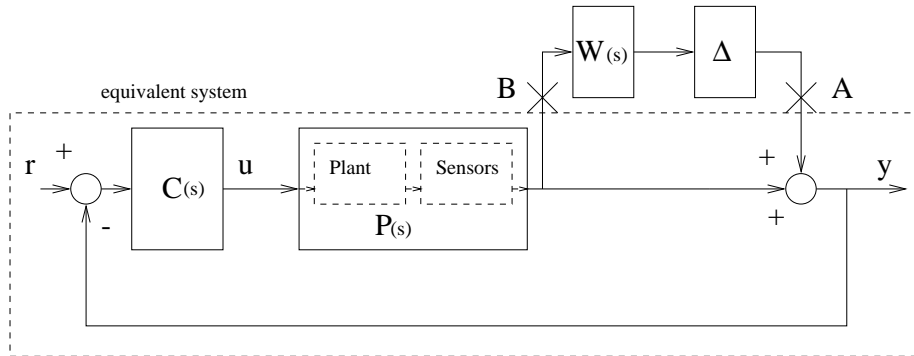 W(s)
Δ
B
A
equivalent system
+
r
C(s)
u
Plant
Sensors
P(s)
+
+
y
-